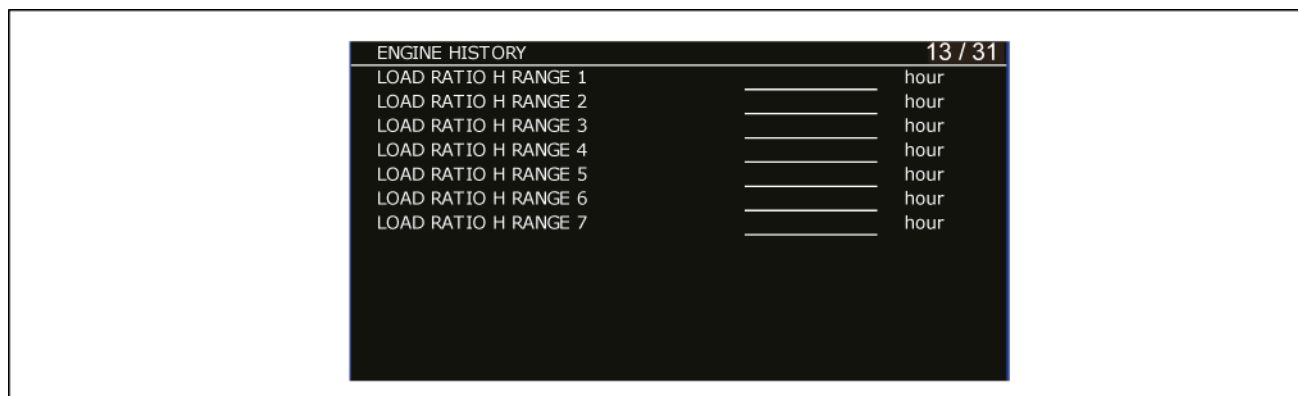 ENGINE HISTORY 13 / 31
LOAD RATIO H RANGE 1 hour
LOAD RATIO H RANGE 2 hour
LOAD RATIO H RANGE 3 hour
LOAD RATIO H RANGE 4 hour
LOAD RATIO H RANGE 5 hour
LOAD RATIO H RANGE 6 hour
LOAD RATIO H RANGE 7 hour